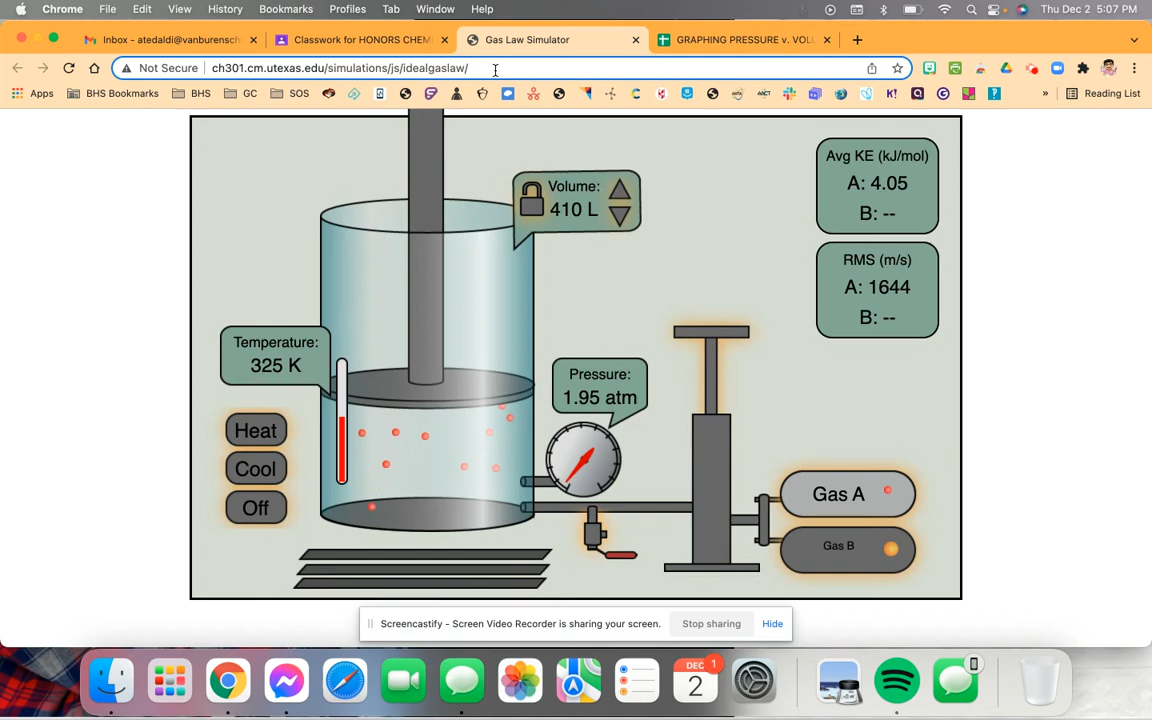 Chrome File Edit View History Bookmarks Profiles Tab Window Help Thu Dec 2 5:07 PM
Inbox - atedaldi@vanburensch × Classwork for HONORS CHEMI × Gas Law Simulator × GRAPHING PRESSURE v. VOLU × +
Not Secure ch301.cm.utexas.edu/simulations/js/idealgaslaw/
Apps BHS Bookmarks BHS GC SOS K! » Reading List
Avg KE (kJ/mol)
A: 4.05
B: --
Volume:
410 L
RMS (m/s)
A: 1644
B: --
Temperature:
325 K
Pressure:
1.95 atm
Heat
Cool
Off
Gas A
Gas B
Screencastify - Screen Video Recorder is sharing your screen. Stop sharing Hide
DEC 1
2